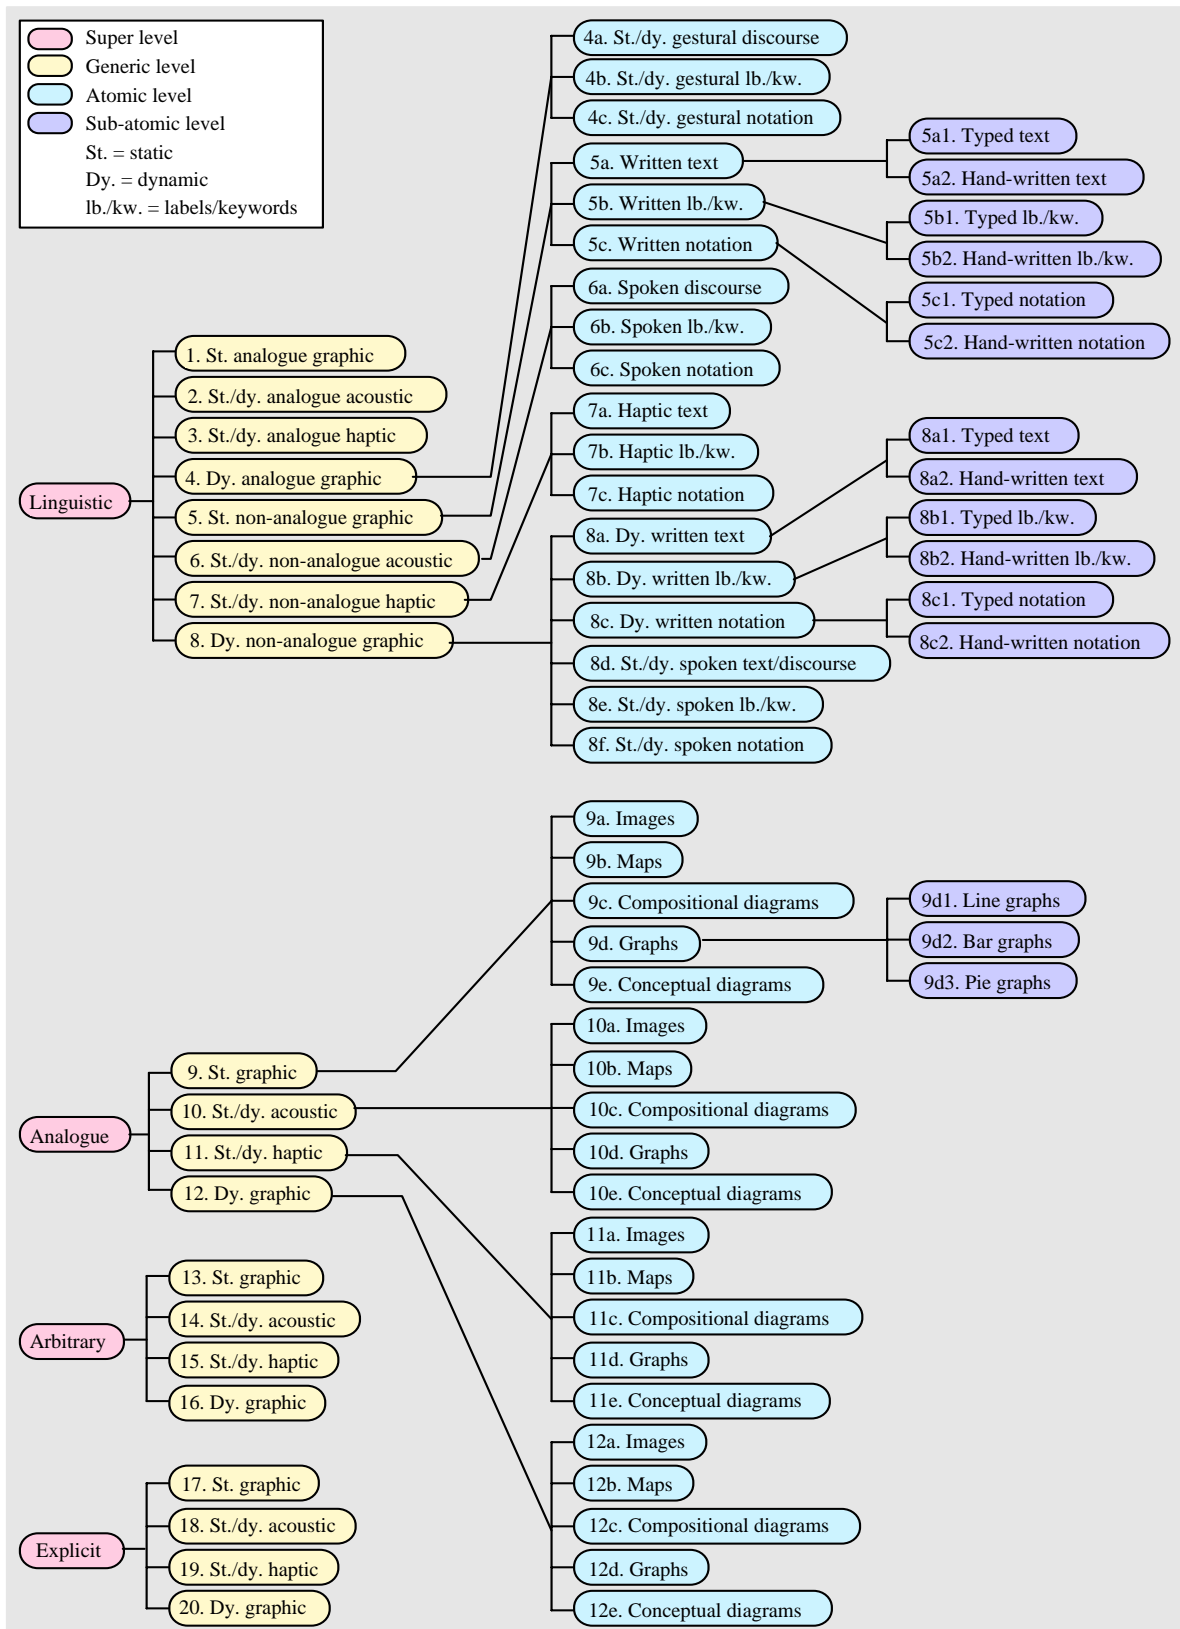 Super level
Generic level
Atomic level
Sub-atomic level
St. = static
Dy. = dynamic
lb./kw. = labels/keywords
Linguistic
1. St. analogue graphic
2. St./dy. analogue acoustic
3. St./dy. analogue haptic
4. Dy. analogue graphic
5. St. non-analogue graphic
6. St./dy. non-analogue acoustic
7. St./dy. non-analogue haptic
8. Dy. non-analogue graphic
4a. St./dy. gestural discourse
4b. St./dy. gestural lb./kw.
4c. St./dy. gestural notation
5a. Written text
5b. Written lb./kw.
5c. Written notation
6a. Spoken discourse
6b. Spoken lb./kw.
6c. Spoken notation
7a. Haptic text
7b. Haptic lb./kw.
7c. Haptic notation
8a. Dy. written text
8b. Dy. written lb./kw.
8c. Dy. written notation
8d. St./dy. spoken text/discourse
8e. St./dy. spoken lb./kw.
8f. St./dy. spoken notation
5a1. Typed text
5a2. Hand-written text
5b1. Typed lb./kw.
5b2. Hand-written lb./kw.
5c1. Typed notation
5c2. Hand-written notation
8a1. Typed text
8a2. Hand-written text
8b1. Typed lb./kw.
8b2. Hand-written lb./kw.
8c1. Typed notation
8c2. Hand-written notation
Analogue
9. St. graphic
10. St./dy. acoustic
11. St./dy. haptic
12. Dy. graphic
9a. Images
9b. Maps
9c. Compositional diagrams
9d. Graphs
9e. Conceptual diagrams
9d1. Line graphs
9d2. Bar graphs
9d3. Pie graphs
10a. Images
10b. Maps
10c. Compositional diagrams
10d. Graphs
10e. Conceptual diagrams
11a. Images
11b. Maps
11c. Compositional diagrams
11d. Graphs
11e. Conceptual diagrams
12a. Images
12b. Maps
12c. Compositional diagrams
12d. Graphs
12e. Conceptual diagrams
Arbitrary
13. St. graphic
14. St./dy. acoustic
15. St./dy. haptic
16. Dy. graphic
Explicit
17. St. graphic
18. St./dy. acoustic
19. St./dy. haptic
20. Dy. graphic